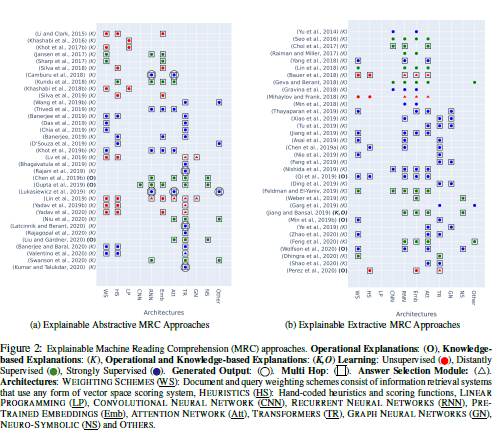 (Li and Clark, 2015) (K)
(Khashabi et al., 2016) (K)
(Khot et al., 2017b) (K)
(Jansen et al., 2017) (K)
(Sharp et al., 2017) (K)
(Silva et al., 2018) (K)
(Camburu et al., 2018) (K)
(Kundu et al., 2018) (K)
(Khashabi et al., 2018b) (K)
(Silva et al., 2019) (K)
(Wang et al., 2019b) (K)
(Trivedi et al., 2019) (K)
(Banerjee et al., 2019) (K)
(Das et al., 2019) (K)
(Chia et al., 2019) (K)
(Banerjee, 2019) (K)
(D'Souza et al., 2019) (K)
(Khot et al., 2019b) (K)
(Lv et al., 2019) (K)
(Bhagavatula et al., 2019) (K)
(Rajani et al., 2019) (K)
(Chen et al., 2019b) (O)
(Gupta et al., 2019) (O)
(Lukasiewicz et al., 2019) (K)
(Lin et al., 2019) (K)
(Yadav et al., 2019b) (K)
(Yadav et al., 2020) (K)
(Niu et al., 2020) (K)
(Latcinnik and Berant, 2020) (K)
(Rajagopal et al., 2020) (K)
(Liu and Gardner, 2020) (O)
(Banerjee and Baral, 2020) (K)
(Valentino et al., 2020) (K)
(Swanson et al., 2020) (K)
(Kumar and Talukdar, 2020) (K)
WS
HS
LP
CNN
RNN
Emb
Att
TR
GN
NS
Other
Architectures
(a) Explainable Abstractive MRC Approaches
(Yu et al., 2014) (K)
(Seo et al., 2016) (K)
(Choi et al., 2017) (K)
(Raiman and Miller, 2017) (K)
(Yang et al., 2018) (K)
(Lin et al., 2018) (K)
(Bauer et al., 2018) (K)
(Geva and Berant, 2018) (K)
(Gravina et al., 2018) (K)
(Mihaylov and Frank, 2018) (K)
(Min et al., 2018) (K)
(Thayaparan et al., 2019) (K)
(Xiao et al., 2019) (K)
(Tu et al., 2019) (K)
(Jiang et al., 2019) (K)
(Asai et al., 2019) (K)
(Chen et al., 2019a) (K)
(Nie et al., 2019) (K)
(Fang et al., 2019) (K)
(Nishida et al., 2019) (K)
(Qi et al., 2019) (O)
(Ding et al., 2019) (K)
(Feldman and El-Yaniv, 2019) (K)
(Weber et al., 2019) (K)
(Garg et al., 2019) (K)
(Jiang and Bansal, 2019) (K,O)
(Min et al., 2019b) (O)
(Ye et al., 2019) (K)
(Zhao et al., 2020) (K)
(Feng et al., 2020) (K)
(Wolfson et al., 2020) (O)
(Dhingra et al., 2020) (K)
(Shao et al., 2020) (K)
(Perez et al., 2020) (O)
WS
HS
LP
CNN
RNN
Emb
Att
TR
GN
NS
Other
Architectures
(b) Explainable Extractive MRC Approaches
Figure 2: Explainable Machine Reading Comprehension (MRC) approaches. Operational Explanations: (O), Knowledge-
based Explanations: (K), Operational and Knowledge-based Explanations: (K,O) Learning: Unsupervised (), Distantly
Supervised (), Strongly Supervised (). Generated Output: (). Multi Hop: (). Answer Selection Module: (△).
Architectures: WEIGHTING SCHEMES (WS): Document and query weighting schemes consist of information retrieval systems
that use any form of vector space scoring system, HEURISTICS (HS): Hand-coded heuristics and scoring functions, LINEAR
PROGRAMMING (LP), CONVOLUTIONAL NEURAL NETWORK (CNN), RECURRENT NEURAL NETWORKS (RNN), PRE-
TRAINED EMBEDDINGS (Emb), ATTENTION NETWORK (Att), TRANSFORMERS (TR), GRAPH NEURAL NETWORKS (GN),
NEURO-SYMBOLIC (NS) and OTHERS.